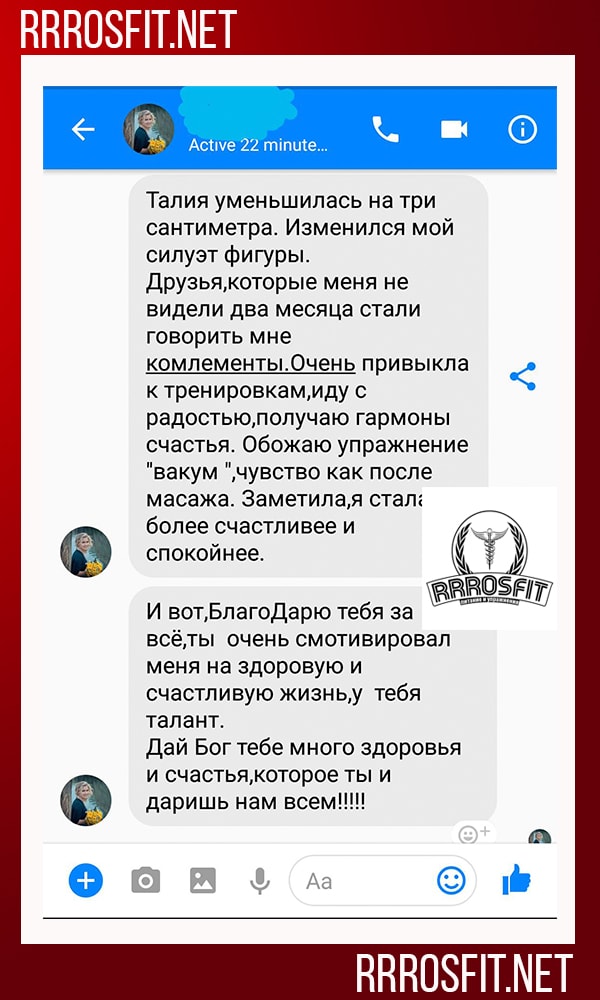 RRROSFIT.NET
Active 22 minute...
Талия уменьшилась на три
сантиметра. Изменился мой
силуэт фигуры.
Друзья,которые меня не
видели два месяца стали
говорить мне
комлементы.Очень привыкла
к тренировкам,иду с
радостью,получаю гармоны
счастья. Обожаю упражнение
"вакум ",чувство как после
масажа. Заметила,я стала
более счастливее и
спокойнее.
RRROSFIT
И вот,БлагоДарю тебя за
всё,ты очень смотивировал
меня на здоровую и
счастливую жизнь,у тебя
талант.
Дай Бог тебе много здоровья
и счастья,которое ты и
даришь нам всем!!!!!
Aa
RRROSFIT.NET